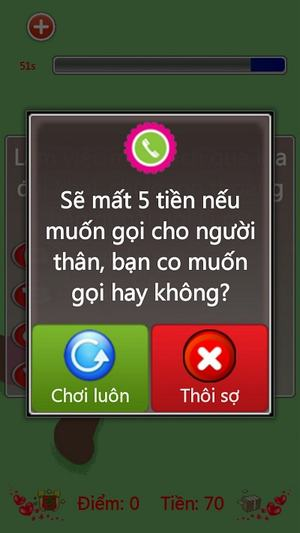 51s
Sẽ mất 5 tiền nếu
muốn gọi cho người
thân, bạn co muốn
gọi hay không?
Chơi luôn
Thôi sợ
Điểm: 0 Tiền: 70